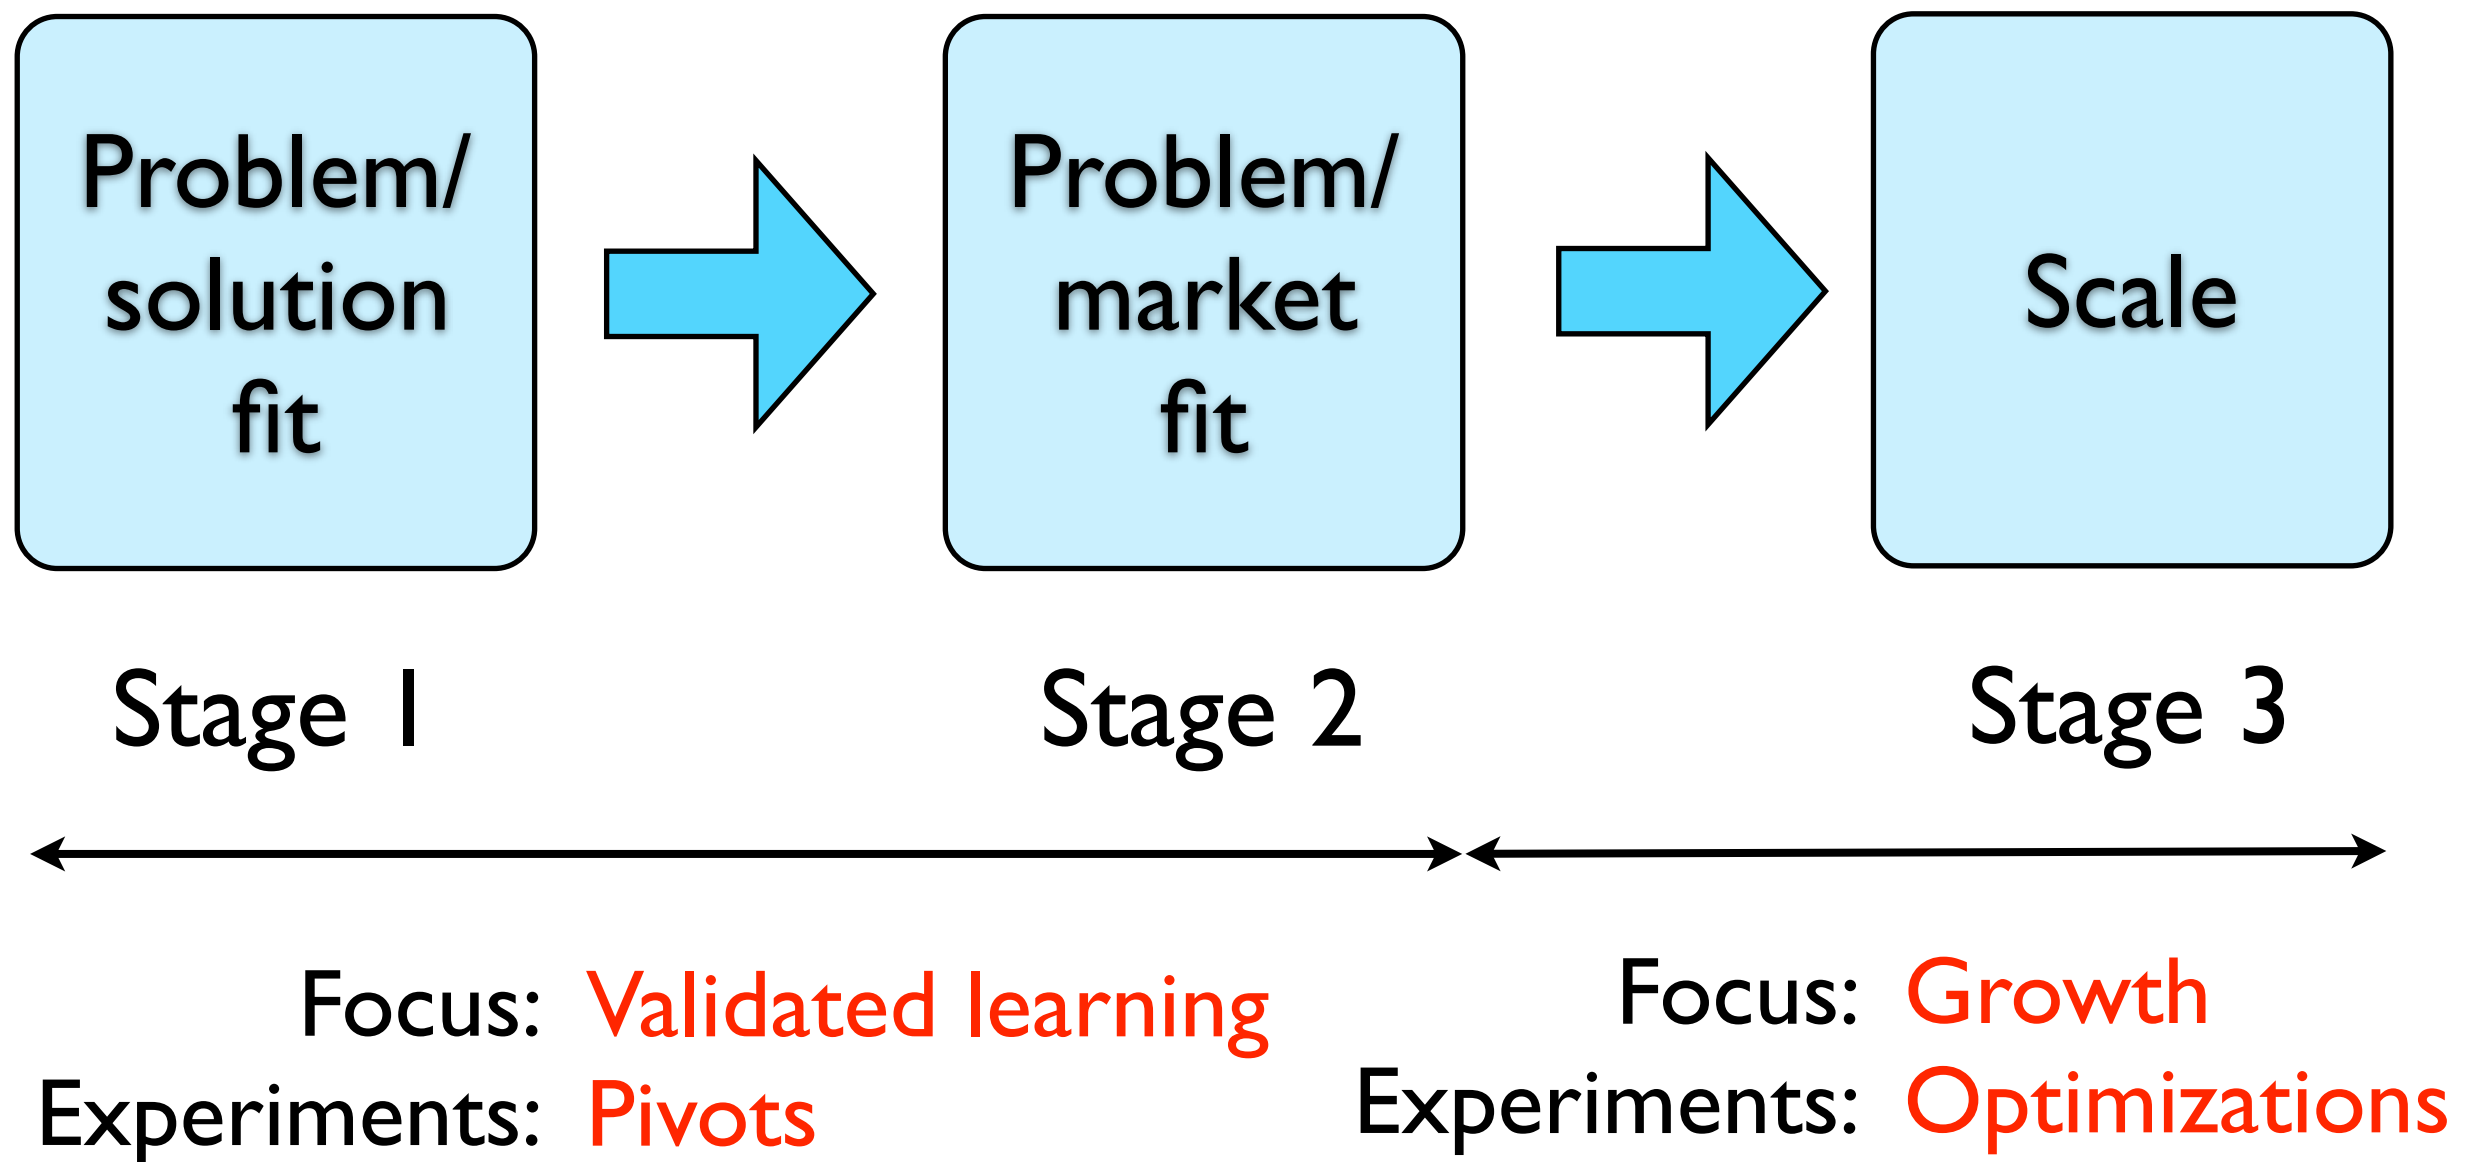 Problem/
solution
fit
Problem/
market
fit
Scale
Stage 1
Stage 2
Stage 3
Focus: Validated learning
Experiments: Pivots
Focus: Growth
Experiments: Optimizations